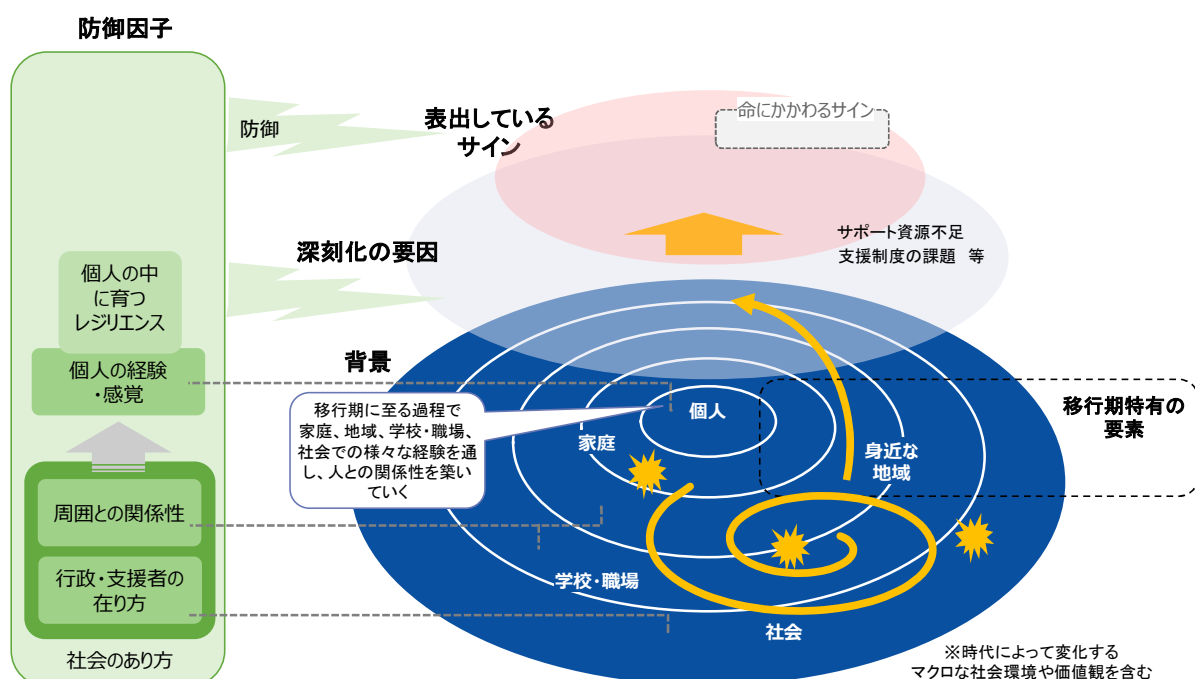 防御因子
防御
表出している
サイン
命にかかわるサイン
深刻化の要因
サポート資源不足
支援制度の課題 等
個人の中
に育つ
レジリエンス
個人の経験
・感覚
背景
移行期に至る過程で
家庭、地域、学校・職場、
社会での様々な経験を通
し、人との関係性を築い
ていく
個人
家庭
身近な
地域
移行期特有の
要素
周囲との関係性
行政・支援者の
在り方
学校・職場
社会
社会のあり方
※時代によって変化する
マクロな社会環境や価値観を含む